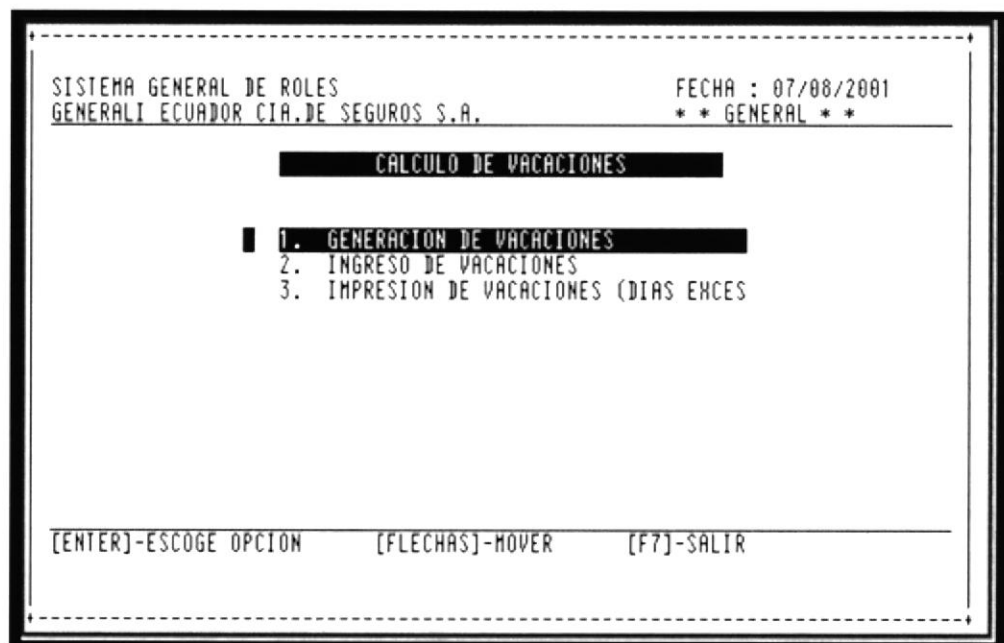 SISTEMA GENERAL DE ROLES FECHA : 07/08/2001
GENERALI ECUADOR CIA.DE SEGUROS S.A. * * GENERAL * *
CALCULO DE VACACIONES
1. GENERACION DE VACACIONES
2. INGRESO DE VACACIONES
3. IMPRESION DE VACACIONES (DIAS EXCES
[ENTER]-ESCOGE OPCION [FLECHAS]-MOVER [F7]-SALIR